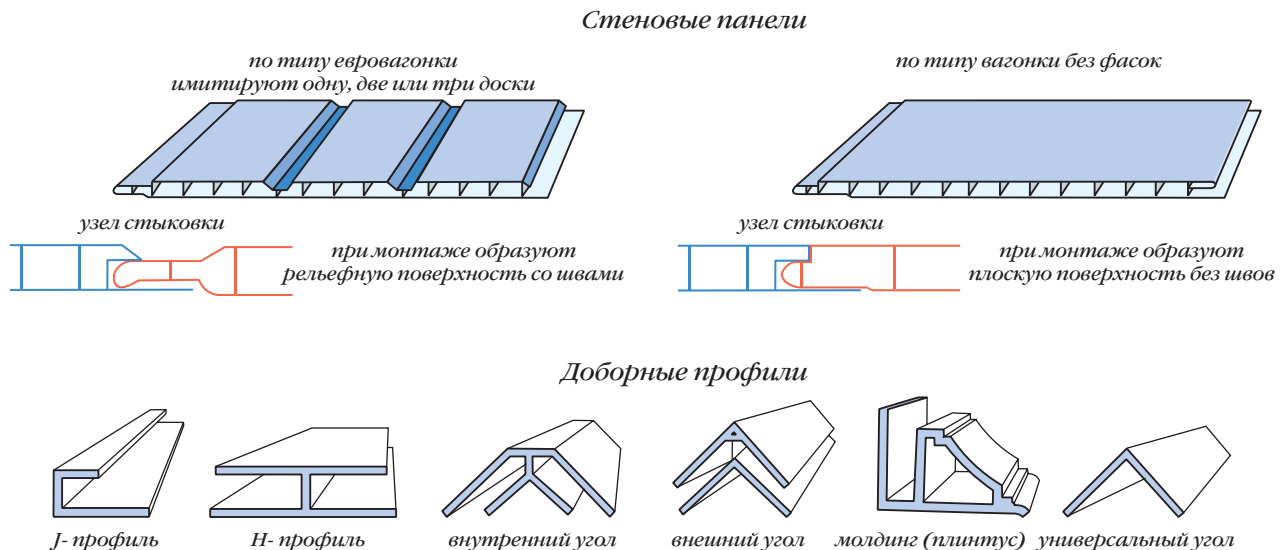 Стеновые панели
по типу евровагонки
имитируют одну, две или три доски
по типу вагонки без фасок
узел стыковки
при монтаже образуют
рельефную поверхность со швами
узел стыковки
при монтаже образуют
плоскую поверхность без швов
Доборные профили
J- профиль
H- профиль
внутренний угол
внешний угол
молдинг (плинтус)
универсальный угол